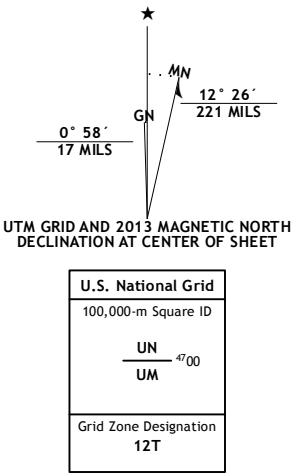 ★
MN
12° 26´
221 MILS
GN
0° 58´
17 MILS
UTM GRID AND 2013 MAGNETIC NORTH
DECLINATION AT CENTER OF SHEET
U.S. National Grid
100,000-m Square ID
UN
4700
UM
Grid Zone Designation
12T